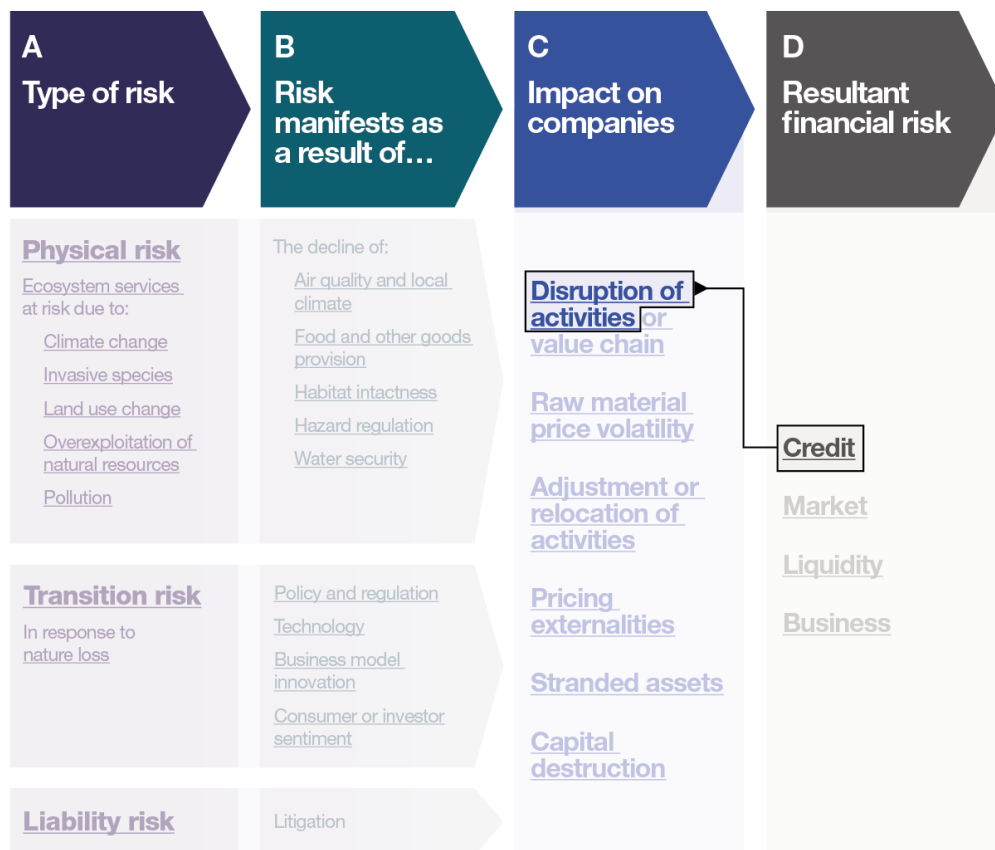 A
Type of risk
B
Risk
manifests as
a result of…
C
Impact on
companies
D
Resultant
financial risk
Physical risk
Ecosystem services
at risk due to:
Climate change
Invasive species
Land use change
Overexploitation of
natural resources
Pollution
The decline of:
Air quality and local
climate
Food and other goods
provision
Habitat intactness
Hazard regulation
Water security
Transition risk
In response to
nature loss
Policy and regulation
Technology
Business model
innovation
Consumer or investor
sentiment
Liability risk
Litigation
Disruption of
activities or
value chain
Raw material
price volatility
Adjustment or
relocation of
activities
Pricing
externalities
Stranded assets
Capital
destruction
Credit
Market
Liquidity
Business